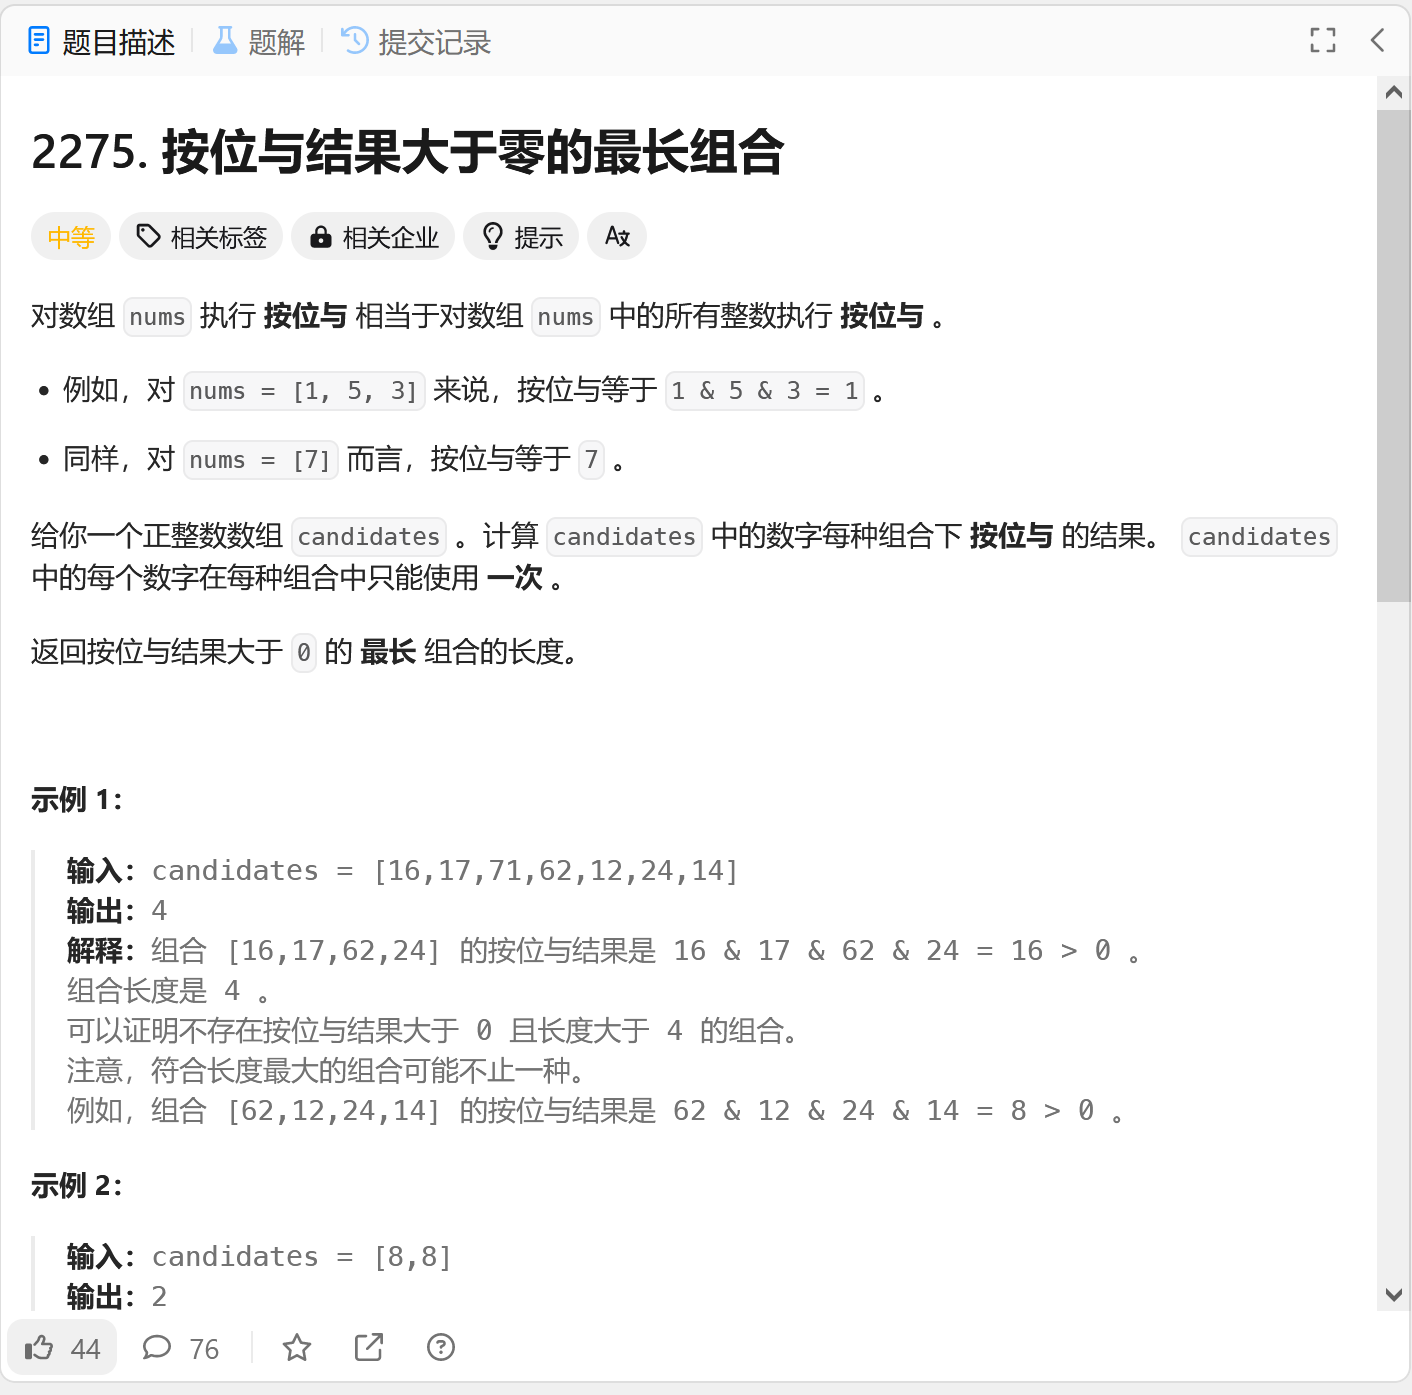 题目描述 题解 提交记录
2275. 按位与结果大于零的最长组合
中等 相关标签 相关企业 提示
对数组 nums 执行 按位与 相当于对数组 nums 中的所有整数执行 按位与 。
例如，对 nums = [1, 5, 3] 来说，按位与等于 1 & 5 & 3 = 1 。
同样，对 nums = [7] 而言，按位与等于 7 。
给你一个正整数数组 candidates 。计算 candidates 中的数字每种组合下 按位与 的结果。 candidates
中的每个数字在每种组合中只能使用 一次 。
返回按位与结果大于 0 的 最长 组合的长度。
示例 1：
输入：candidates = [16,17,71,62,12,24,14]
输出：4
解释：组合 [16,17,62,24] 的按位与结果是 16 & 17 & 62 & 24 = 16 > 0 。
组合长度是 4 。
可以证明不存在按位与结果大于 0 且长度大于 4 的组合。
注意，符合长度最大的组合可能不止一种。
例如，组合 [62,12,24,14] 的按位与结果是 62 & 12 & 24 & 14 = 8 > 0 。
示例 2：
输入：candidates = [8,8]
输出：2
44 76